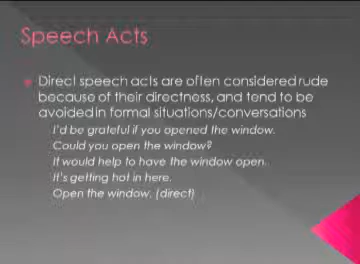 Speech Acts
Direct speech acts are often considered rude
because of their directness, and tend to be
avoided in formal situations/conversations
I'd be grateful if you opened the window.
Could you open the window?
It would help to have the window open.
It's getting hot in here.
Open the window. (direct)